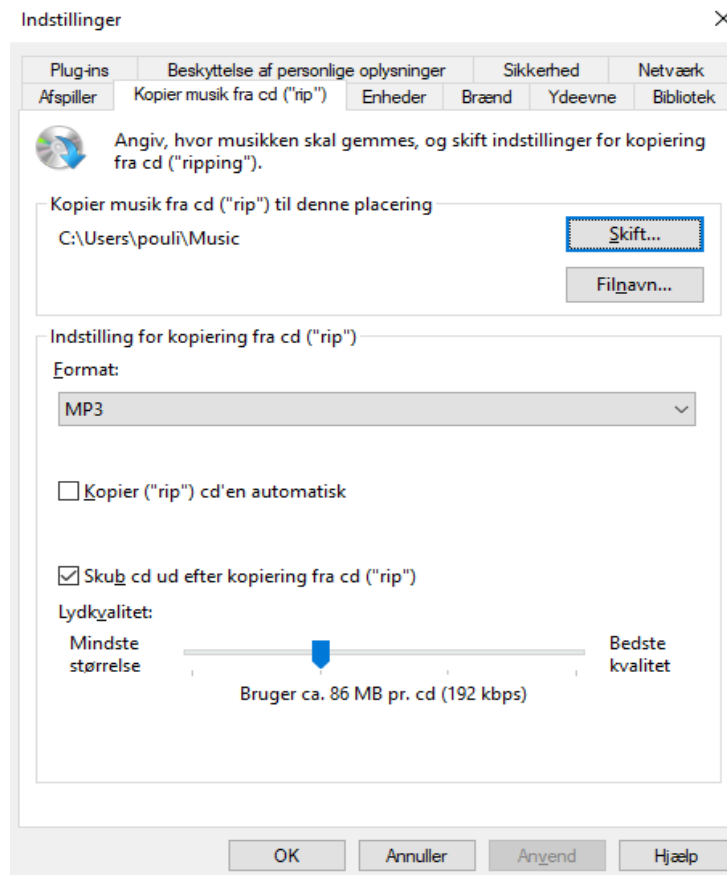 Indstillinger
Plug-ins
Beskyttelse af personlige oplysninger
Sikkerhed
Netværk
Afspiller
Kopier musik fra cd ("rip")
Enheder
Brænd
Ydeevne
Bibliotek
Angiv, hvor musikken skal gemmes, og skift indstillinger for kopiering
fra cd ("ripping").
Kopier musik fra cd ("rip") til denne placering
C:\Users\pouli\Music
Skift...
Filnavn...
Indstilling for kopiering fra cd ("rip")
Format:
MP3
Kopier ("rip") cd'en automatisk
Skub cd ud efter kopiering fra cd ("rip")
Lydkvalitet:
Mindste
størrelse
Bedste
kvalitet
Bruger ca. 86 MB pr. cd (192 kbps)
OK
Annuller
Anvend
Hjælp